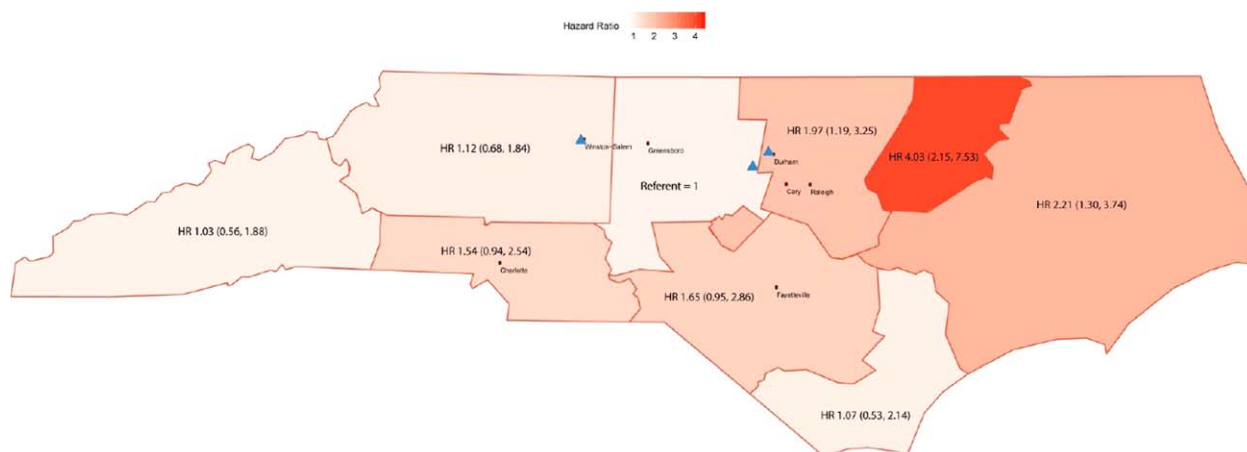 Hazard Ratio
1 2 3 4
HR 1.97 (1.19, 3.25)
HR 1.12 (0.68, 1.84)
Winston-Salem
Greensboro
Durham
HR 4.03 (2.15, 7.53)
Referent = 1
Cary
Raleigh
HR 2.21 (1.30, 3.74)
HR 1.03 (0.56, 1.88)
HR 1.54 (0.94, 2.54)
Charlotte
HR 1.65 (0.95, 2.86)
Fayetteville
HR 1.07 (0.53, 2.14)